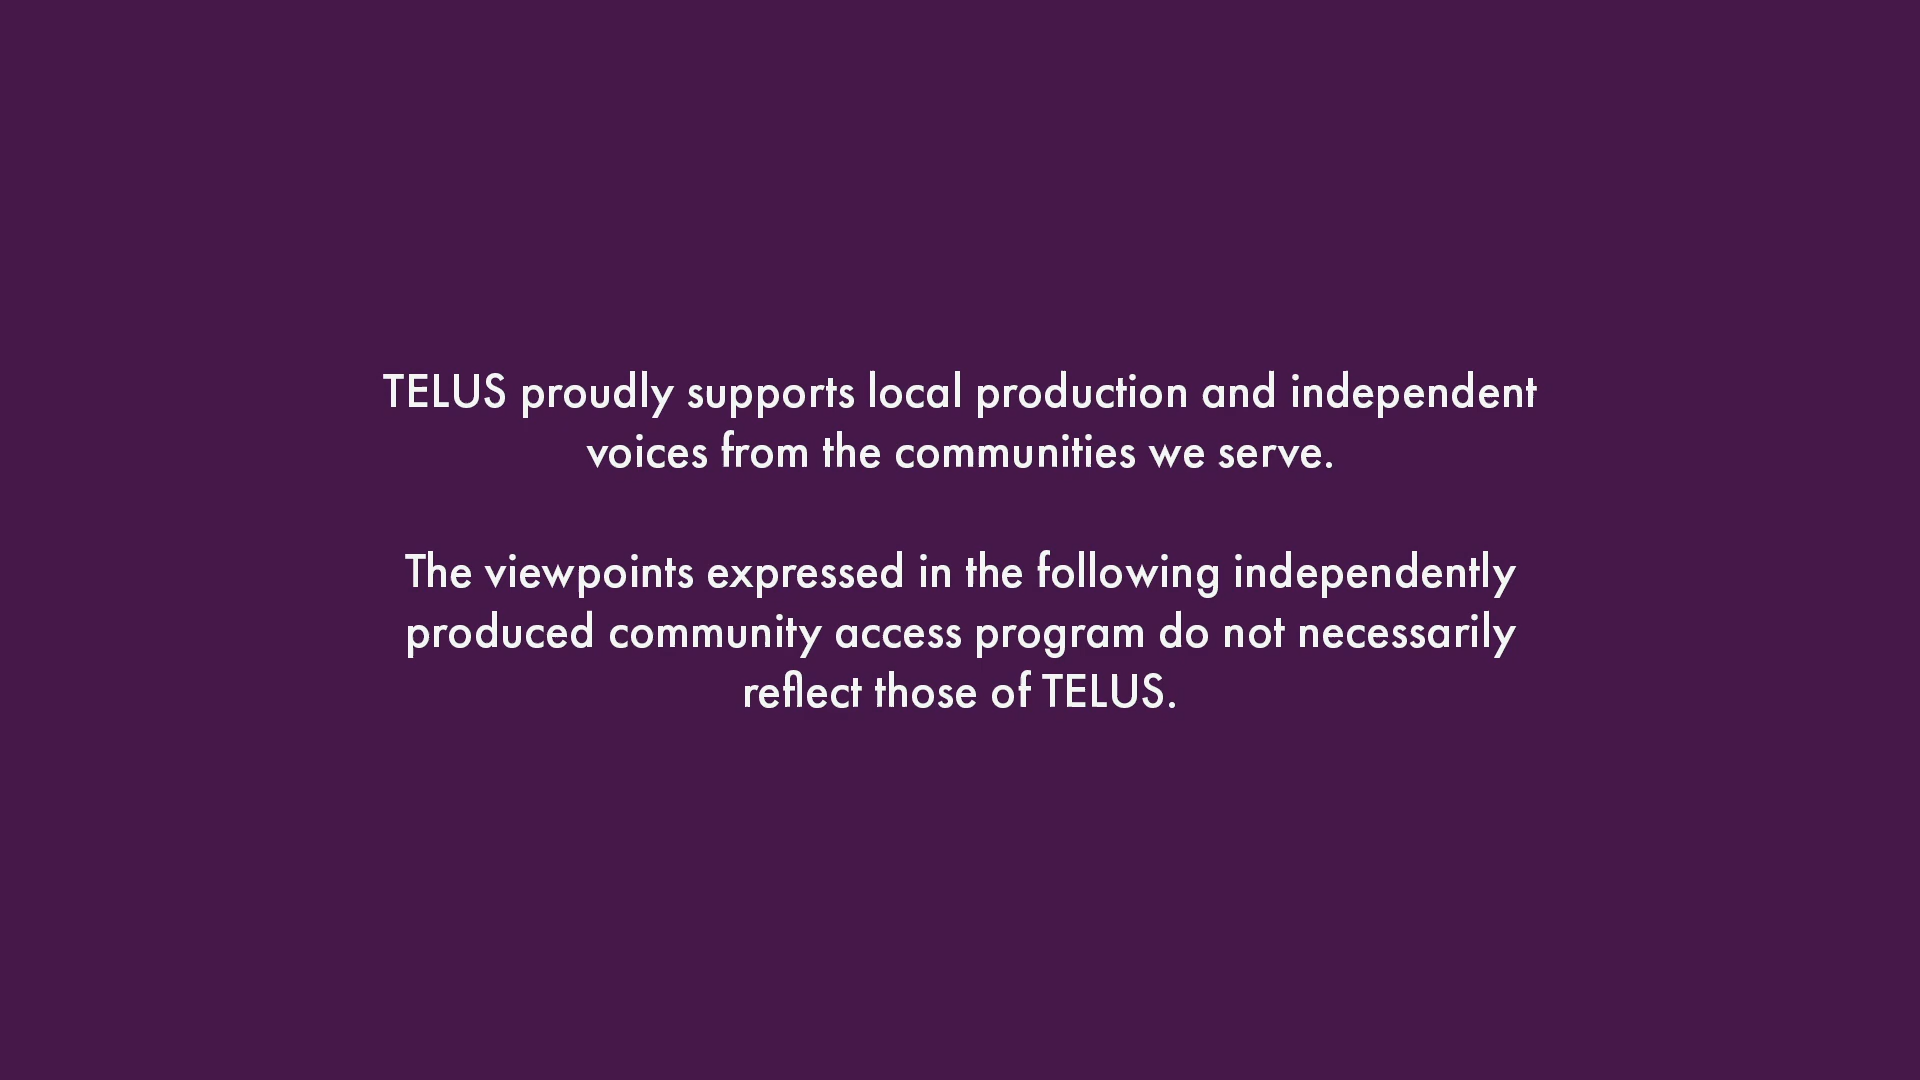 TELUS proudly supports local production and independent
voices from the communities we serve.
The viewpoints expressed in the following independently
produced community access program do not necessarily
reflect those of TELUS.